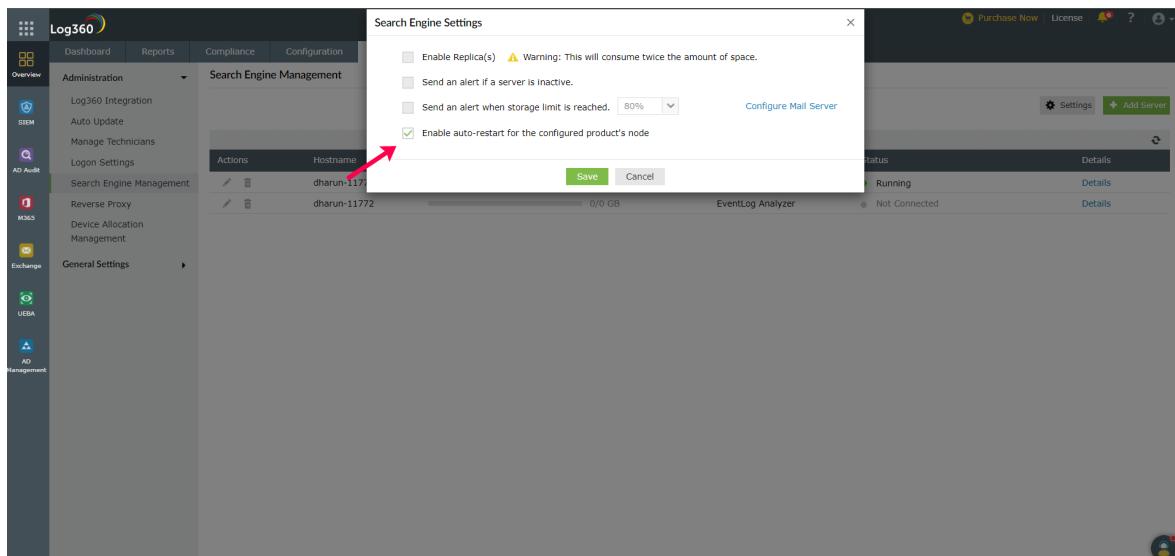 Log360
Search Engine Settings
Purchase Now
License
?
Dashboard
Reports
Compliance
Configuration
Overview
SIEM
AD Audit
M365
Exchange
UEBA
AD Management
Administration
Log360 Integration
Auto Update
Manage Technicians
Logon Settings
Search Engine Management
Reverse Proxy
Device Allocation
Management
General Settings
Search Engine Management
Enable Replica(s) Warning: This will consume twice the amount of space.
Send an alert if a server is inactive.
Send an alert when storage limit is reached. 80% Configure Mail Server
Enable auto-restart for the configured product's node
Save Cancel
Settings + Add Server
Actions Hostname Status Details
dharun-1177 Running Details
dharun-11772 0/0 GB EventLog Analyzer Not Connected Details